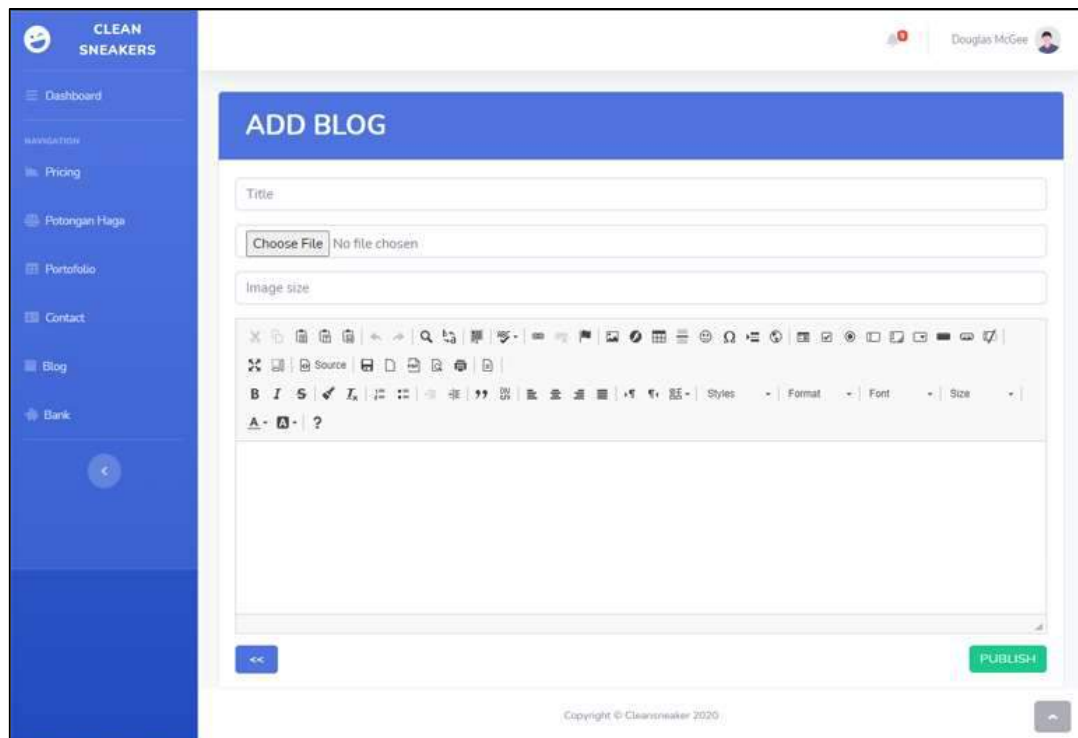 CLEAN
SNEAKERS
Douglas McGee
Dashboard
NAVIGATION
Pricing
Potongan Haga
Portofolio
Contact
Blog
Bank
ADD BLOG
Title
Choose File No file chosen
Image size
Source
B I S Styles Format Font Size
A A ?
<< PUBLISH
Copyright © Cleansneaker 2020